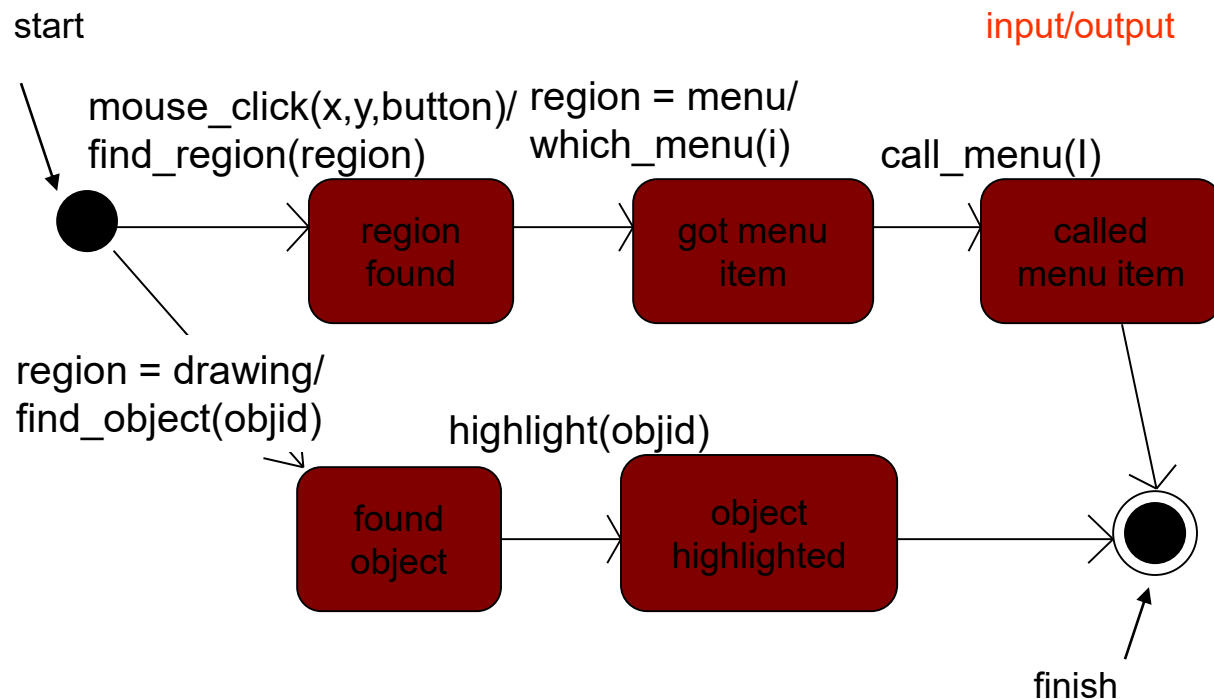 start
input/output
mouse_click(x,y,button)/
find_region(region)
region = menu/
which_menu(i)
call_menu(I)
region
found
got menu
item
called
menu item
region = drawing/
find_object(objid)
highlight(objid)
found
object
object
highlighted
finish